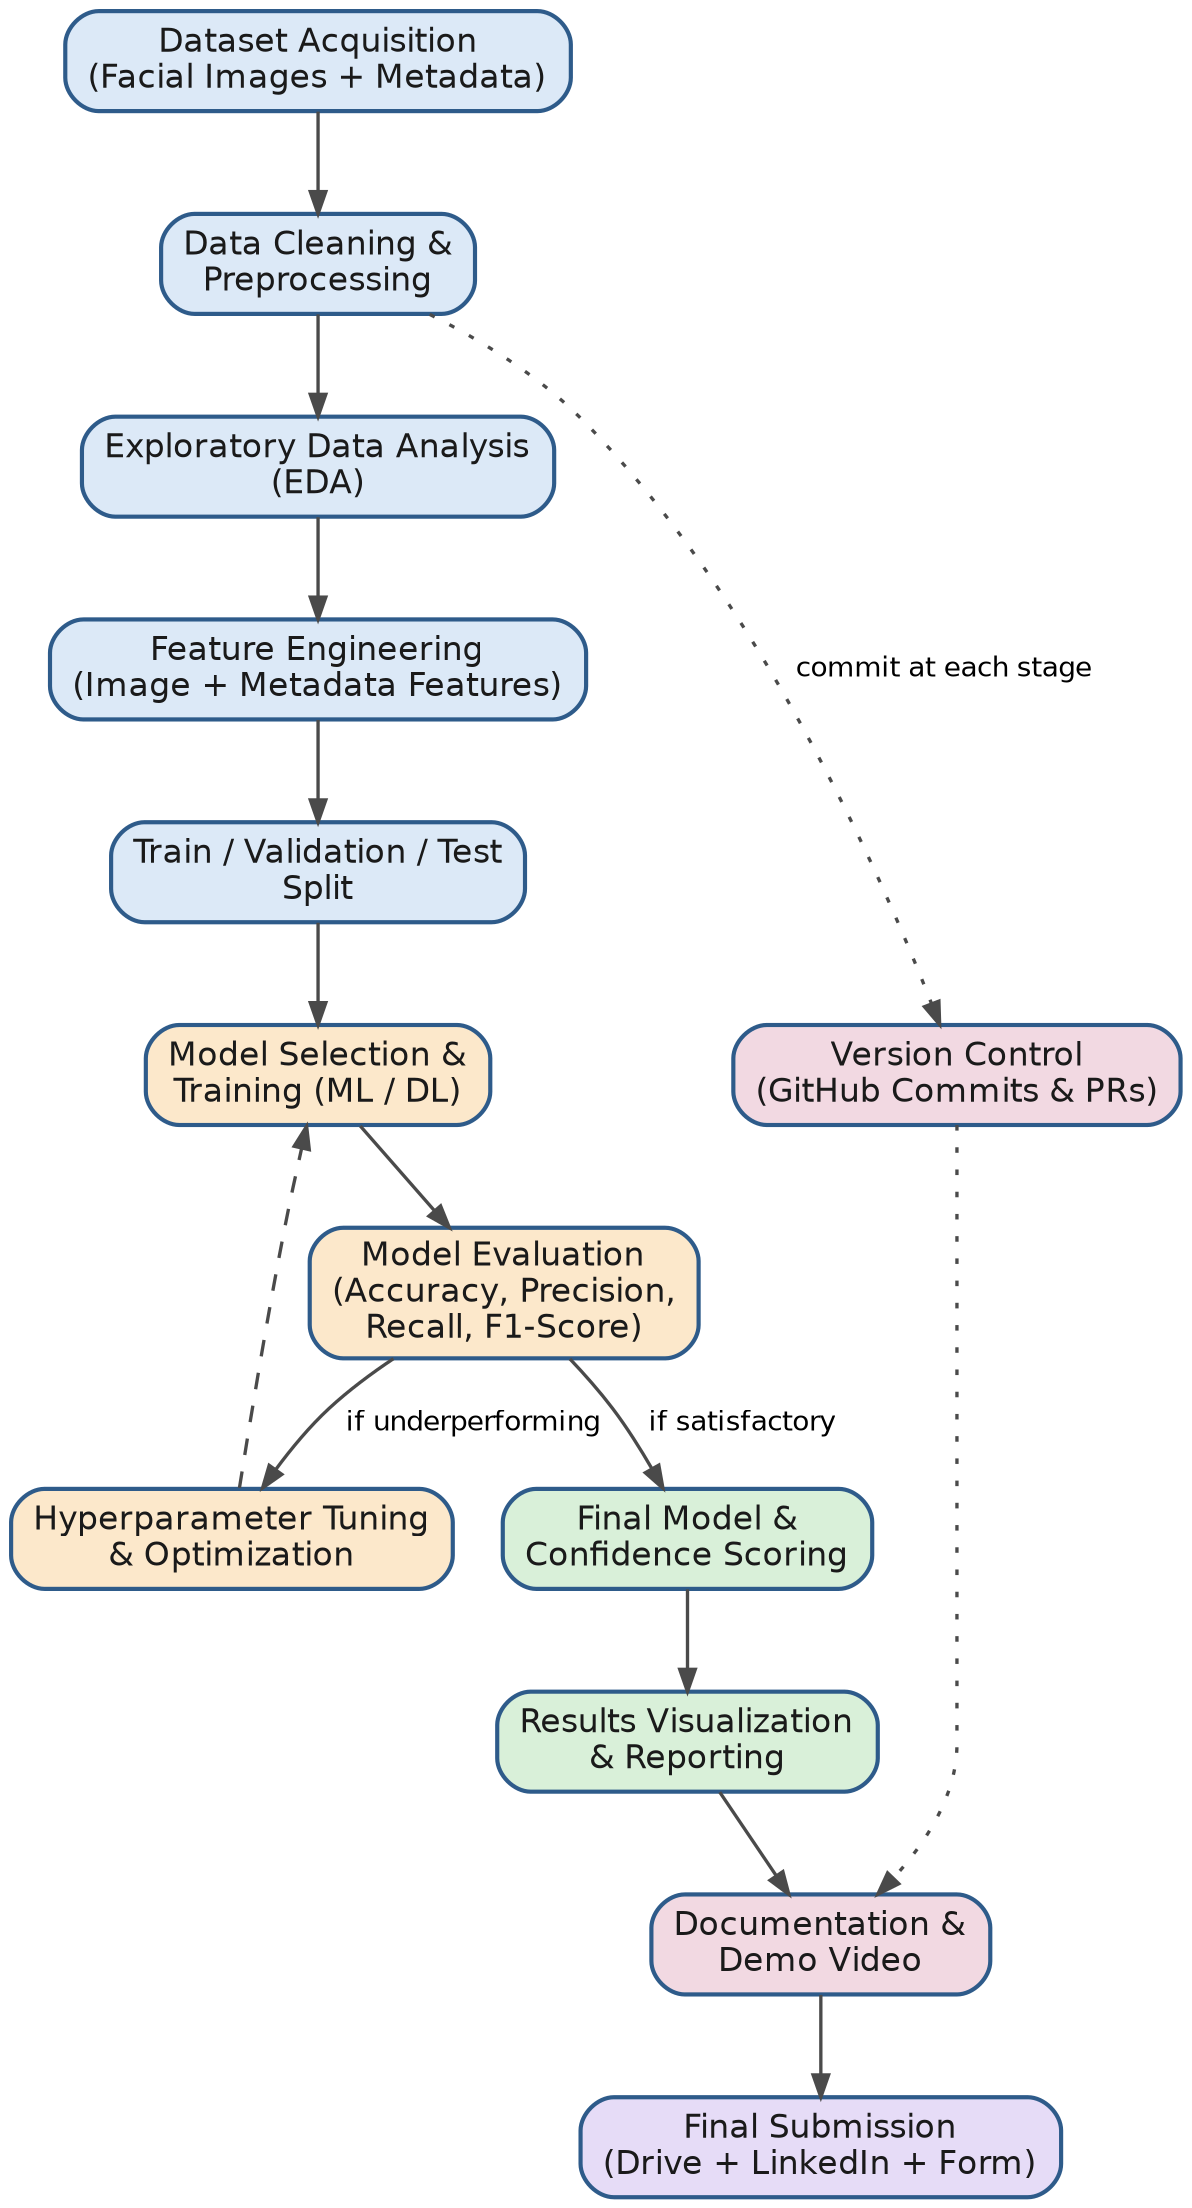 Dataset Acquisition
(Facial Images + Metadata)
Data Cleaning &
Preprocessing
Exploratory Data Analysis
(EDA)
Feature Engineering
(Image + Metadata Features)
commit at each stage
Train / Validation / Test
Split
Model Selection &
Training (ML / DL)
Version Control
(GitHub Commits & PRs)
Model Evaluation
(Accuracy, Precision,
Recall, F1-Score)
if underperforming
if satisfactory
Hyperparameter Tuning
& Optimization
Final Model &
Confidence Scoring
Results Visualization
& Reporting
Documentation &
Demo Video
Final Submission
(Drive + LinkedIn + Form)